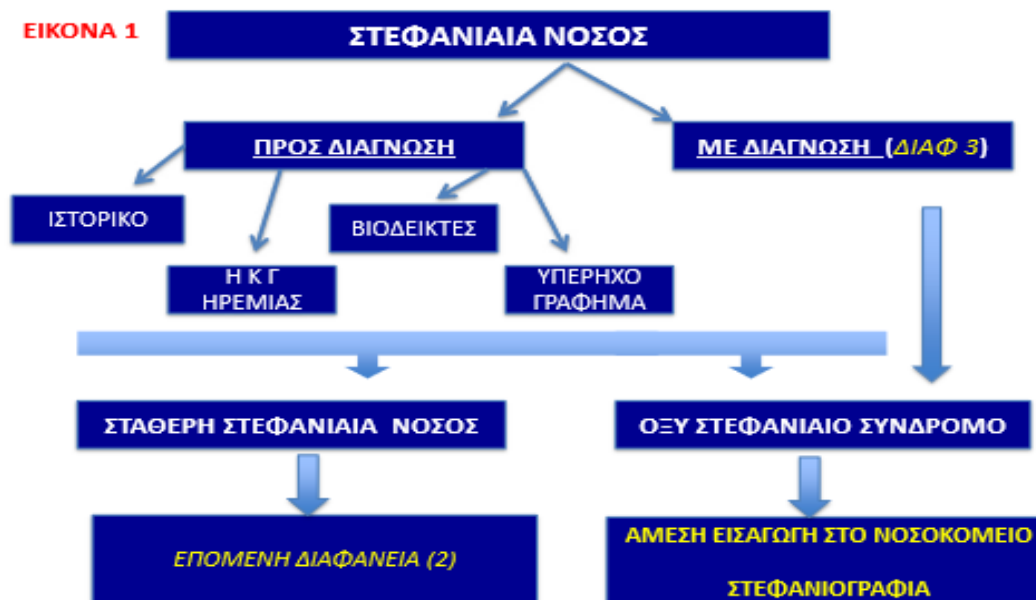 ΕΙΚΟΝΑ 1
ΣΤΕΦΑΝΙΑΙΑ ΝΟΣΟΣ
ΠΡΟΣ ΔΙΑΓΝΩΣΗ
ΜΕ ΔΙΑΓΝΩΣΗ (ΔΙΑΦ 3)
ΙΣΤΟΡΙΚΟ
ΒΙΟΔΕΙΚΤΕΣ
Η Κ Γ
ΗΡΕΜΙΑΣ
ΥΠΕΡΗΧΟ
ΓΡΑΦΗΜΑ
ΣΤΑΘΕΡΗ ΣΤΕΦΑΝΙΑΙΑ ΝΟΣΟΣ
ΟΞΥ ΣΤΕΦΑΝΙΑΙΟ ΣΥΝΔΡΟΜΟ
ΕΠΟΜΕΝΗ ΔΙΑΦΑΝΕΙΑ (2)
ΑΜΕΣΗ ΕΙΣΑΓΩΓΗ ΣΤΟ ΝΟΣΟΚΟΜΕΙΟ
ΣΤΕΦΑΝΙΟΓΡΑΦΙΑ